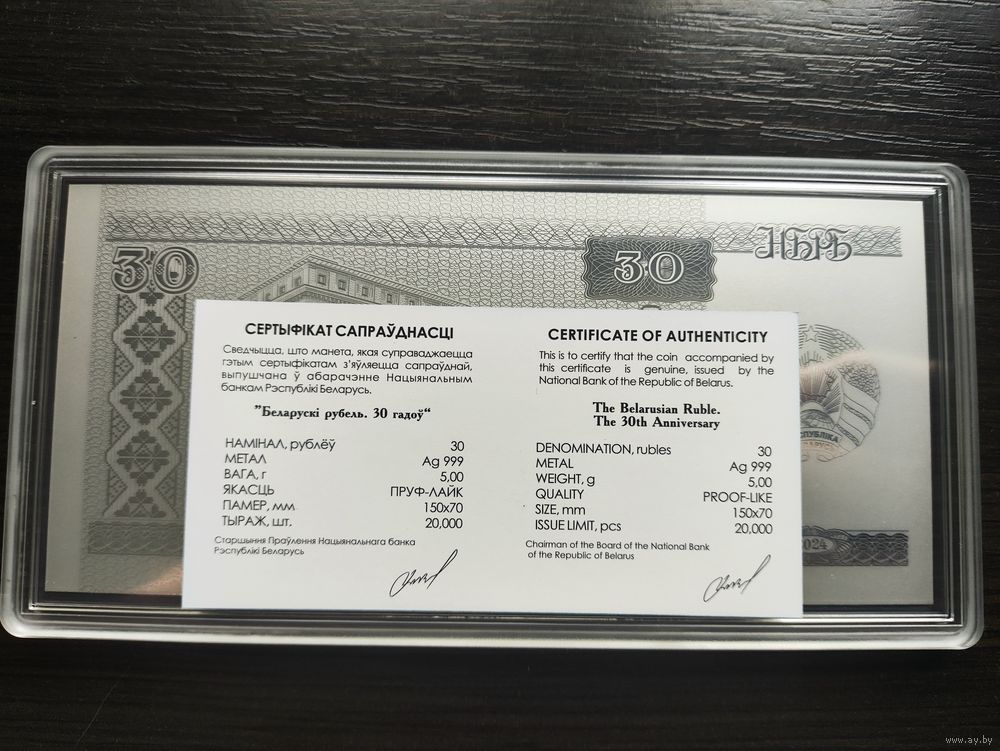 30
30
НБРБ
СЕРТЫФІКАТ САПРАЎДНАСЦІ
Сведчыцца, што манета, якая суправаджаецца
гэтым сертыфікатам з'яўляецца сапраўднай,
выпушчана ў абарачэнне Нацыянальным
банкам Рэспублікі Беларусь.
"Беларускі рубель. 30 гадоў“
НАМІНАЛ, рублёў 30
МЕТАЛ Ag 999
ВАГА, г 5,00
ЯКАСЦЬ ПРУФ-ЛАЙК
ПАМЕР, мм 150х70
ТЫРАЖ, шт. 20,000
Старшыння Праўлення Нацыянальнага банка
Рэспублікі Беларусь
CERTIFICATE OF AUTHENTICITY
This is to certify that the coin accompanied by
this certificate is genuine, issued by the
National Bank of the Republic of Belarus.
The Belarusian Ruble.
The 30th Anniversary
DENOMINATION, rubles 30
METAL Ag 999
WEIGHT, g 5,00
QUALITY PROOF-LIKE
SIZE, mm 150x70
ISSUE LIMIT, pcs 20,000
Chairman of the Board of the National Bank
of the Republic of Belarus
2024
www.ay.by